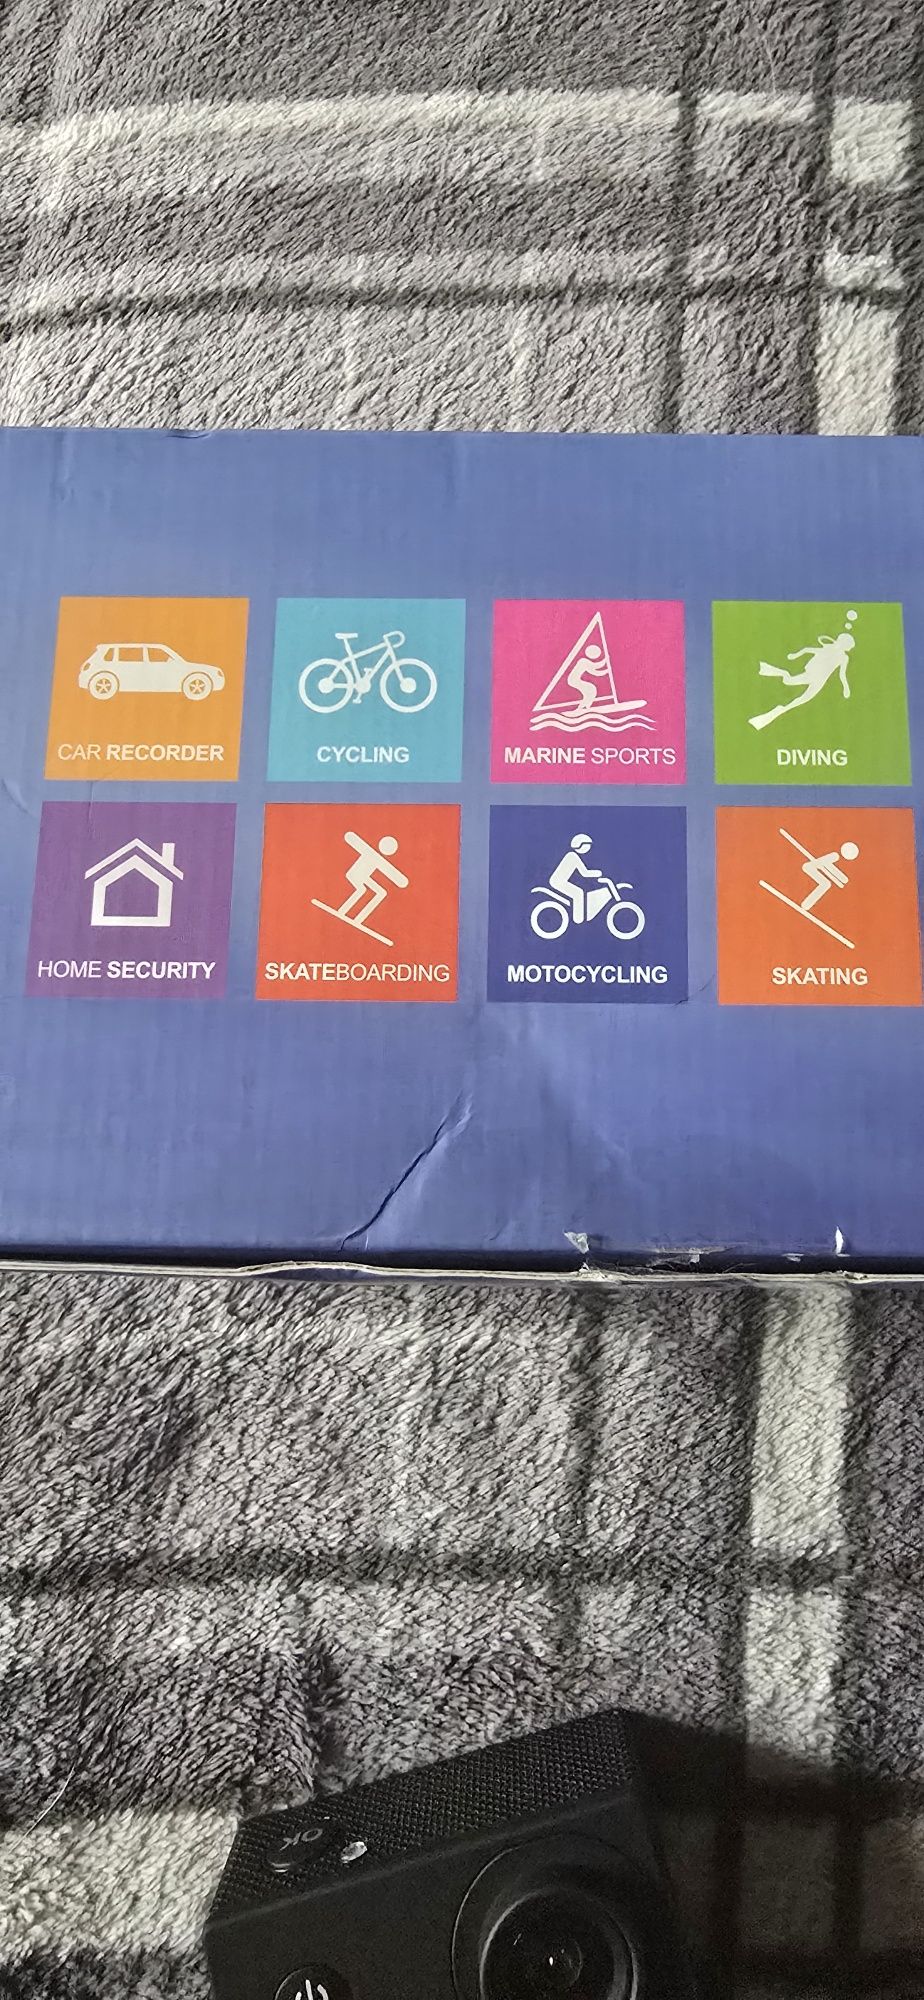 CAR RECORDER
CYCLING
MARINE SPORTS
DIVING
HOME SECURITY
SKATEBOARDING
MOTOCYCLING
SKATING
OK